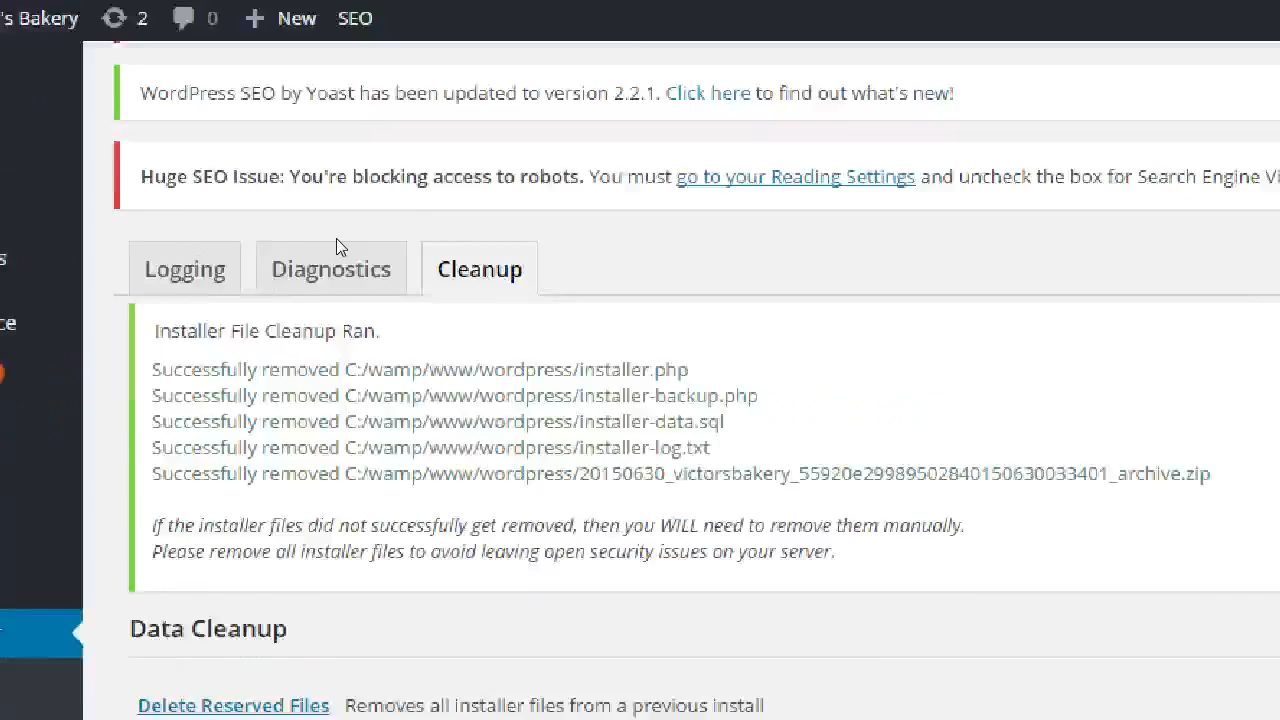 's Bakery 2 0 New SEO
WordPress SEO by Yoast has been updated to version 2.2.1. Click here to find out what's new!
Huge SEO Issue: You're blocking access to robots. You must go to your Reading Settings and uncheck the box for Search Engine Vi
s
Logging Diagnostics Cleanup
ce
Installer File Cleanup Ran.
Successfully removed C:/wamp/www/wordpress/installer.php
Successfully removed C:/wamp/www/wordpress/installer-backup.php
Successfully removed C:/wamp/www/wordpress/installer-data.sql
Successfully removed C:/wamp/www/wordpress/installer-log.txt
Successfully removed C:/wamp/www/wordpress/20150630_victorsbakery_55920e29989502840150630033401_archive.zip
If the installer files did not successfully get removed, then you WILL need to remove them manually.
Please remove all installer files to avoid leaving open security issues on your server.
Data Cleanup
Delete Reserved Files Removes all installer files from a previous install